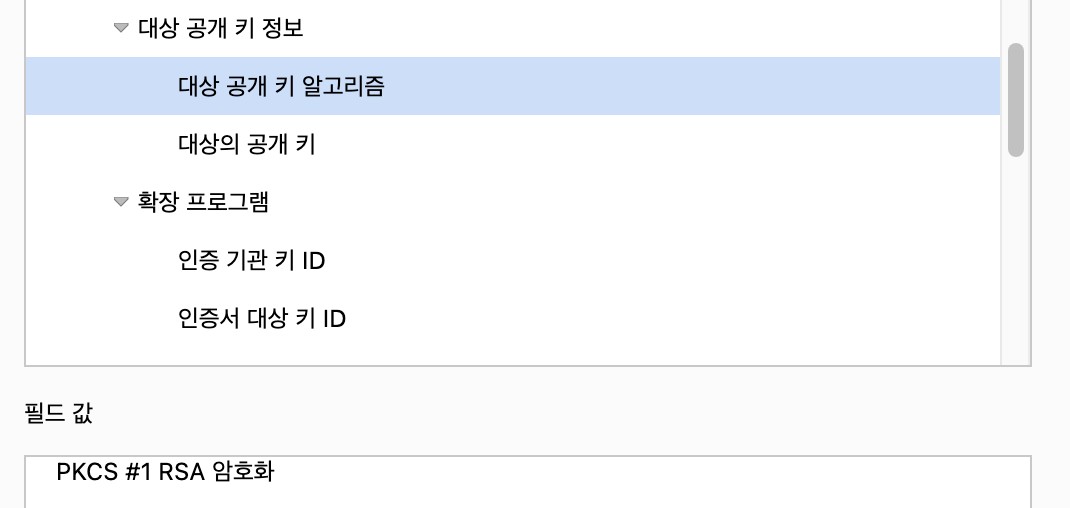 대상 공개 키 정보
대상 공개 키 알고리즘
대상의 공개 키
확장 프로그램
인증 기관 키 ID
인증서 대상 키 ID
필드 값
PKCS #1 RSA 암호화